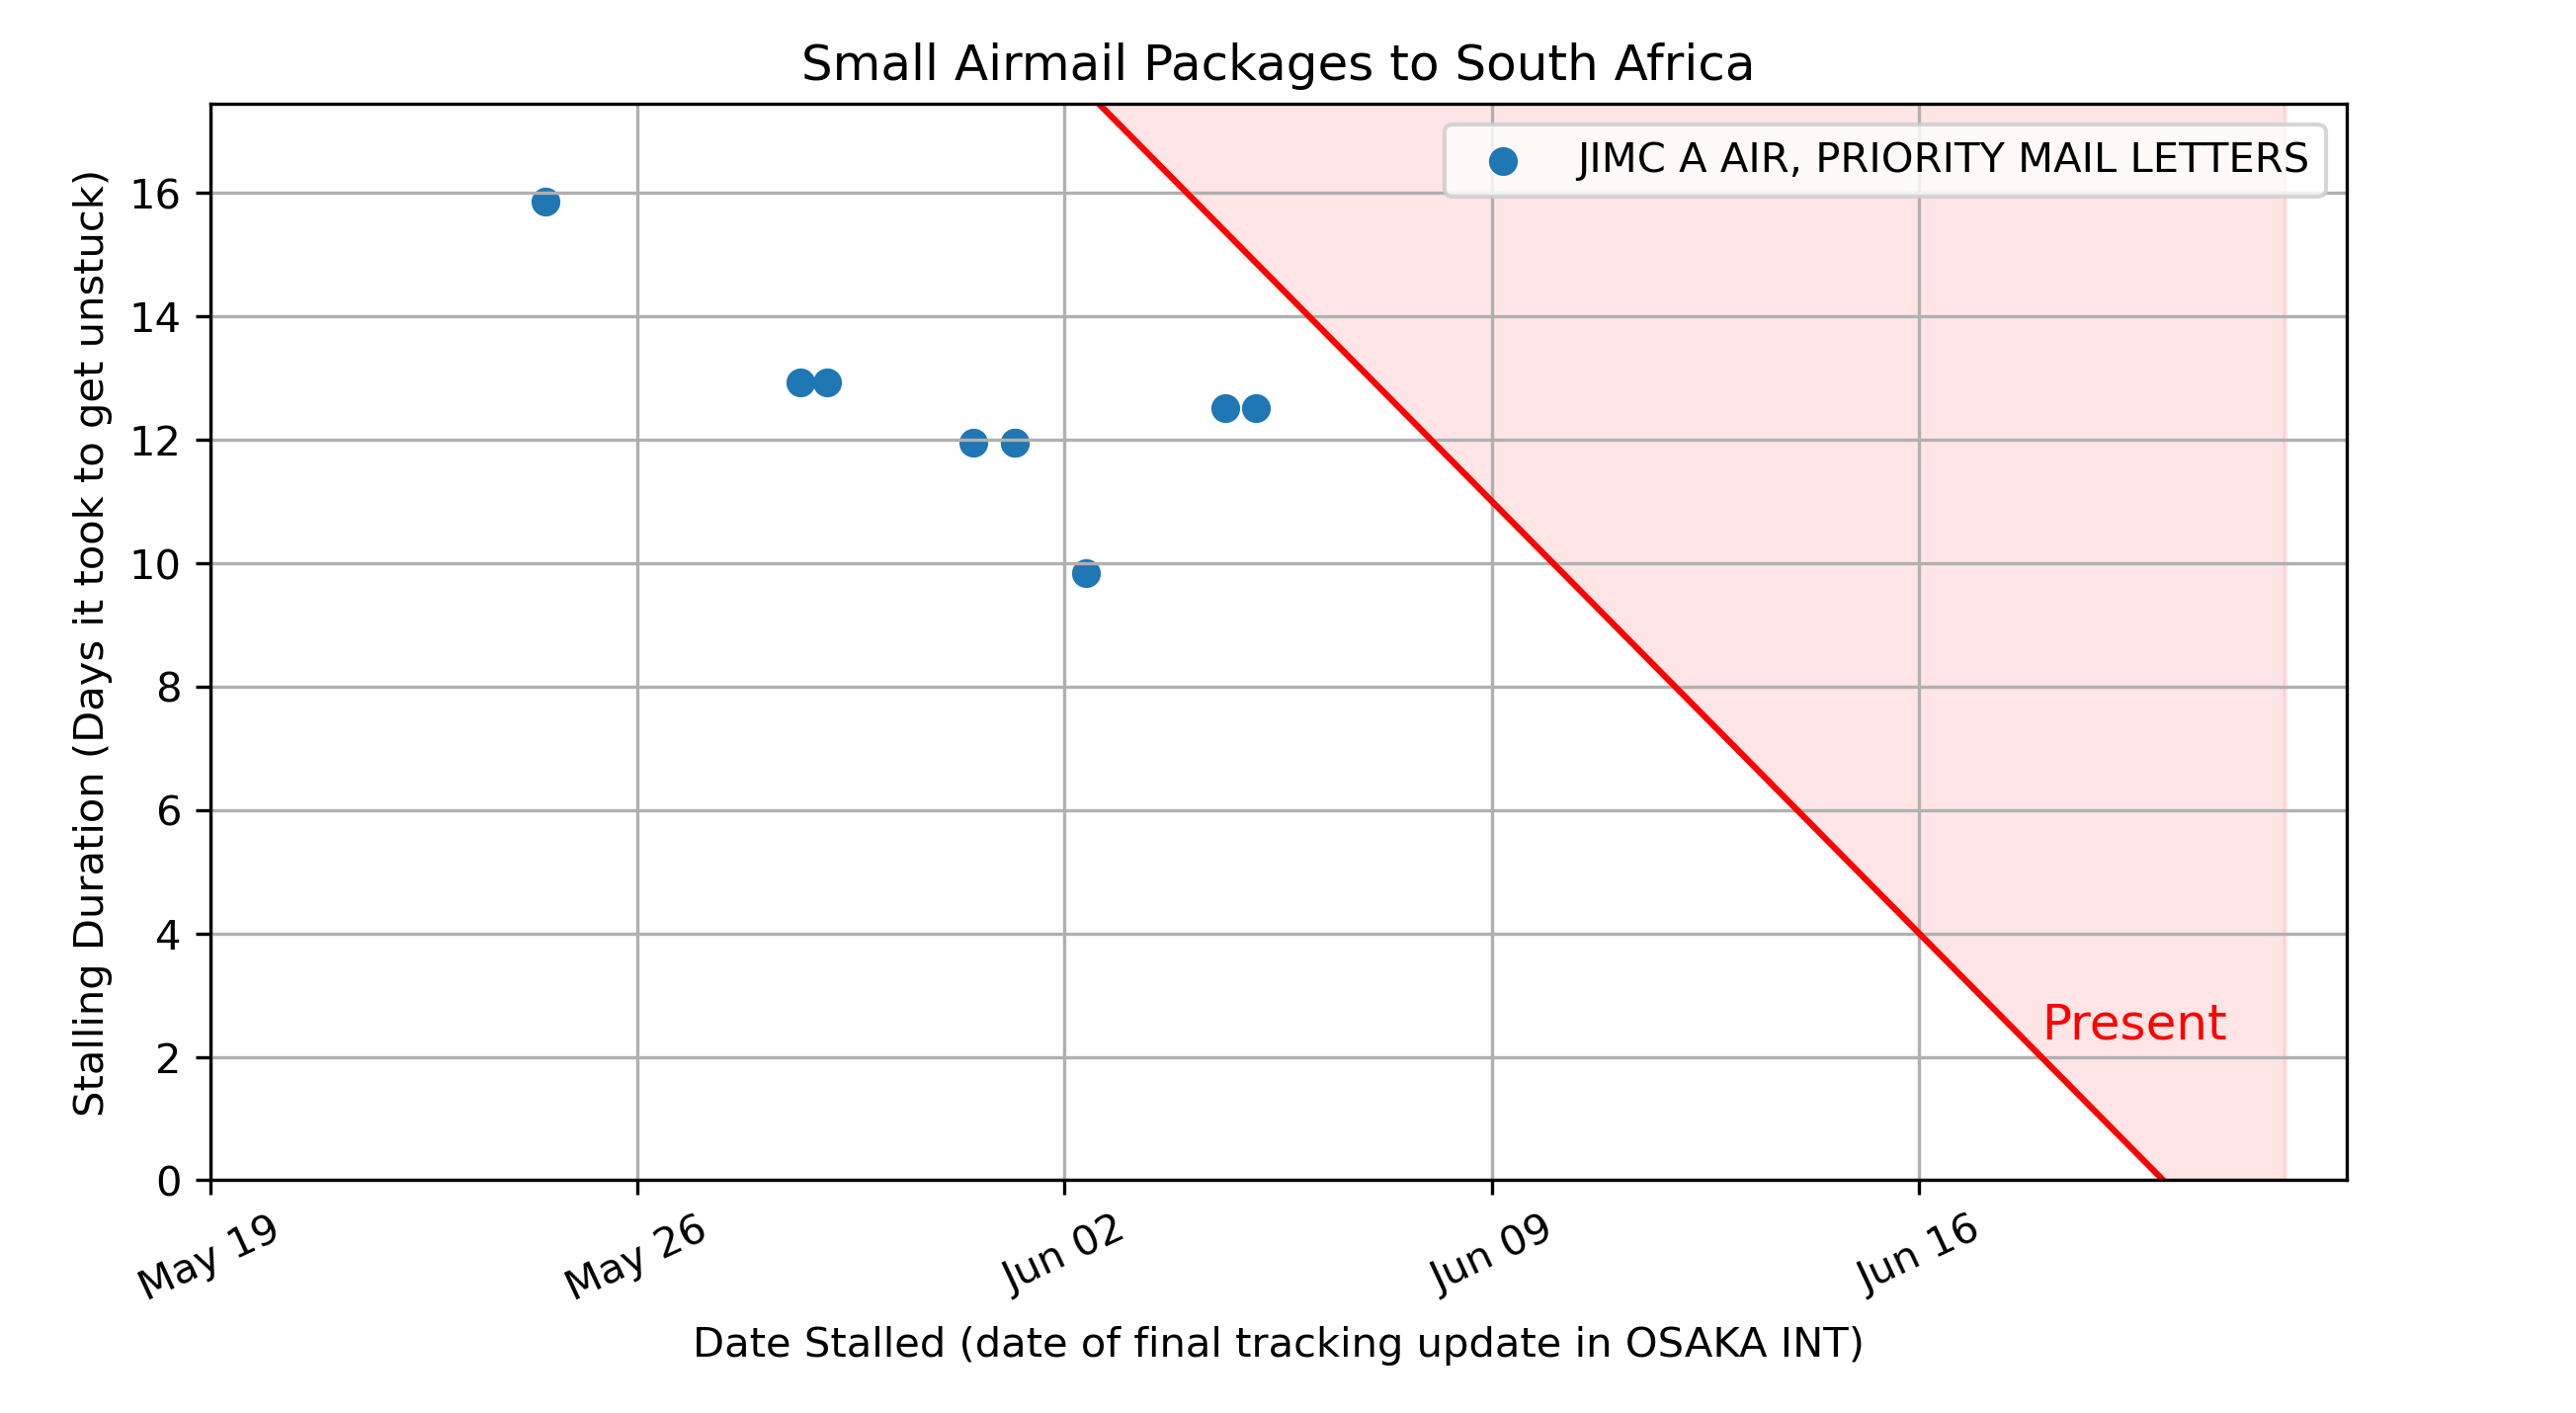 Small Airmail Packages to South Africa
JIMC A AIR, PRIORITY MAIL LETTERS
Stalling Duration (Days it took to get unstuck)
16
14
12
10
8
6
4
2
0
Present
May 19
May 26
Jun 02
Jun 09
Jun 16
Date Stalled (date of final tracking update in OSAKA INT)